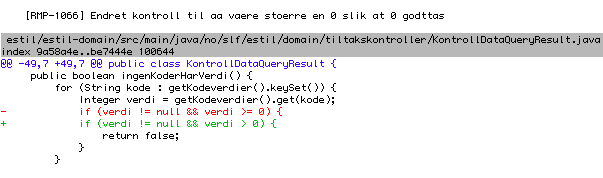 [RMP-1066] Endret kontroll til aa vaere stoerre en 0 slik at 0 godttas
estil/estil-domain/src/main/java/no/slf/estil/domain/tiltakskontroller/KontrollDataQueryResult.java
index 9a58a4e..be7444e 100644
@@ -49,7 +49,7 @@ public class KontrollDataQueryResult {
    public boolean ingenKoderHarVerdi() {
        for (String kode : getKodeverdier().keySet()) {
            Integer verdi = getKodeverdier().get(kode);
-           if (verdi != null && verdi >= 0) {
+           if (verdi != null && verdi > 0) {
                return false;
            }
        }